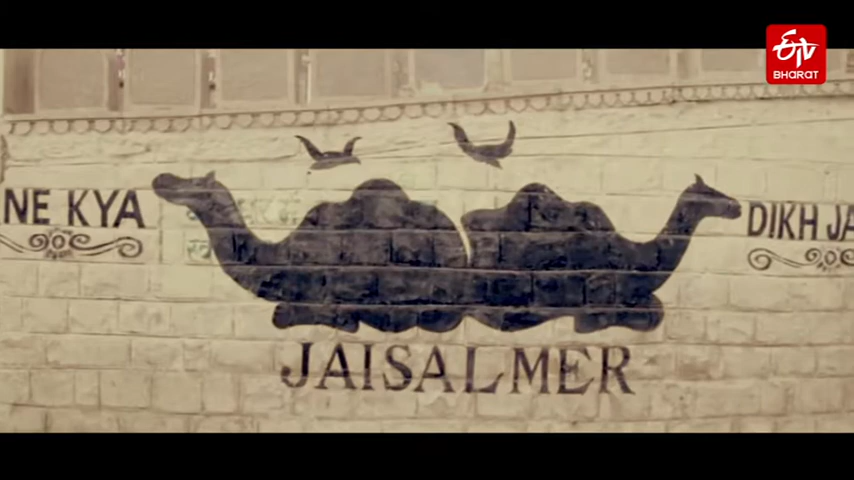 ETV
BHARAT
NE KYA
DIKH JA
JAISALMER